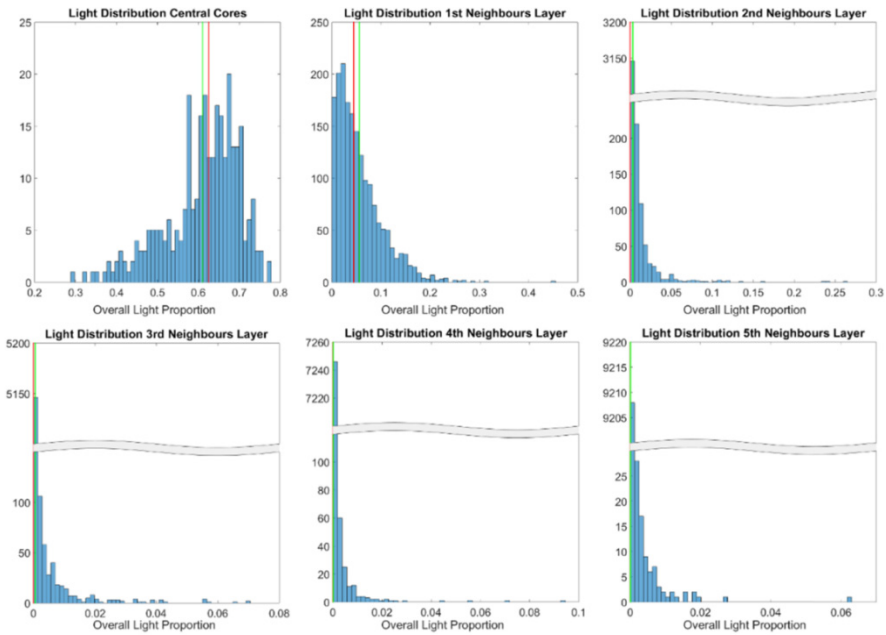 Light Distribution Central Cores
25
20
15
10
5
0
0.2 0.3 0.4 0.5 0.6 0.7 0.8
Overall Light Proportion
Light Distribution 1st Neighbours Layer
250
200
150
100
50
0
0 0.1 0.2 0.3 0.4 0.5
Overall Light Proportion
Light Distribution 2nd Neighbours Layer
3200
3150
200
150
100
50
0
0 0.05 0.1 0.15 0.2 0.25 0.3
Overall Light Proportion
Light Distribution 3rd Neighbours Layer
5200
5150
100
50
0
0 0.02 0.04 0.06 0.08
Overall Light Proportion
Light Distribution 4th Neighbours Layer
7260
7240
7220
100
80
60
40
20
0
0 0.02 0.04 0.06 0.08 0.1
Overall Light Proportion
Light Distribution 5th Neighbours Layer
9220
9215
9210
9205
25
20
15
10
5
0
0 0.02 0.04 0.06
Overall Light Proportion